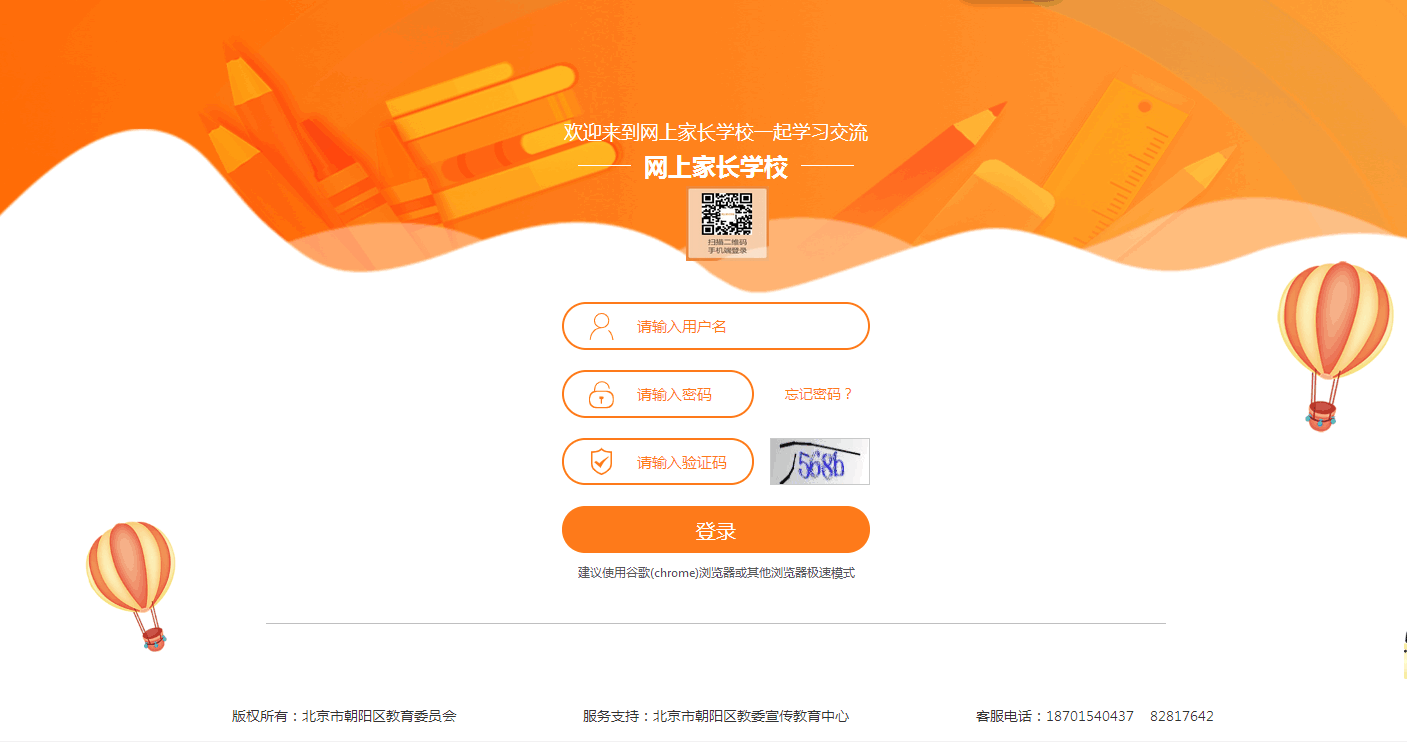 欢迎来到网上家长学校一起学习交流
网上家长学校
扫描二维码
手机端登录
请输入用户名
请输入密码
忘记密码？
请输入验证码
568b
登录
建议使用谷歌(chrome)浏览器或其他浏览器极速模式
版权所有：北京市朝阳区教育委员会 服务支持：北京市朝阳区教委宣传教育中心 客服电话：18701540437 82817642